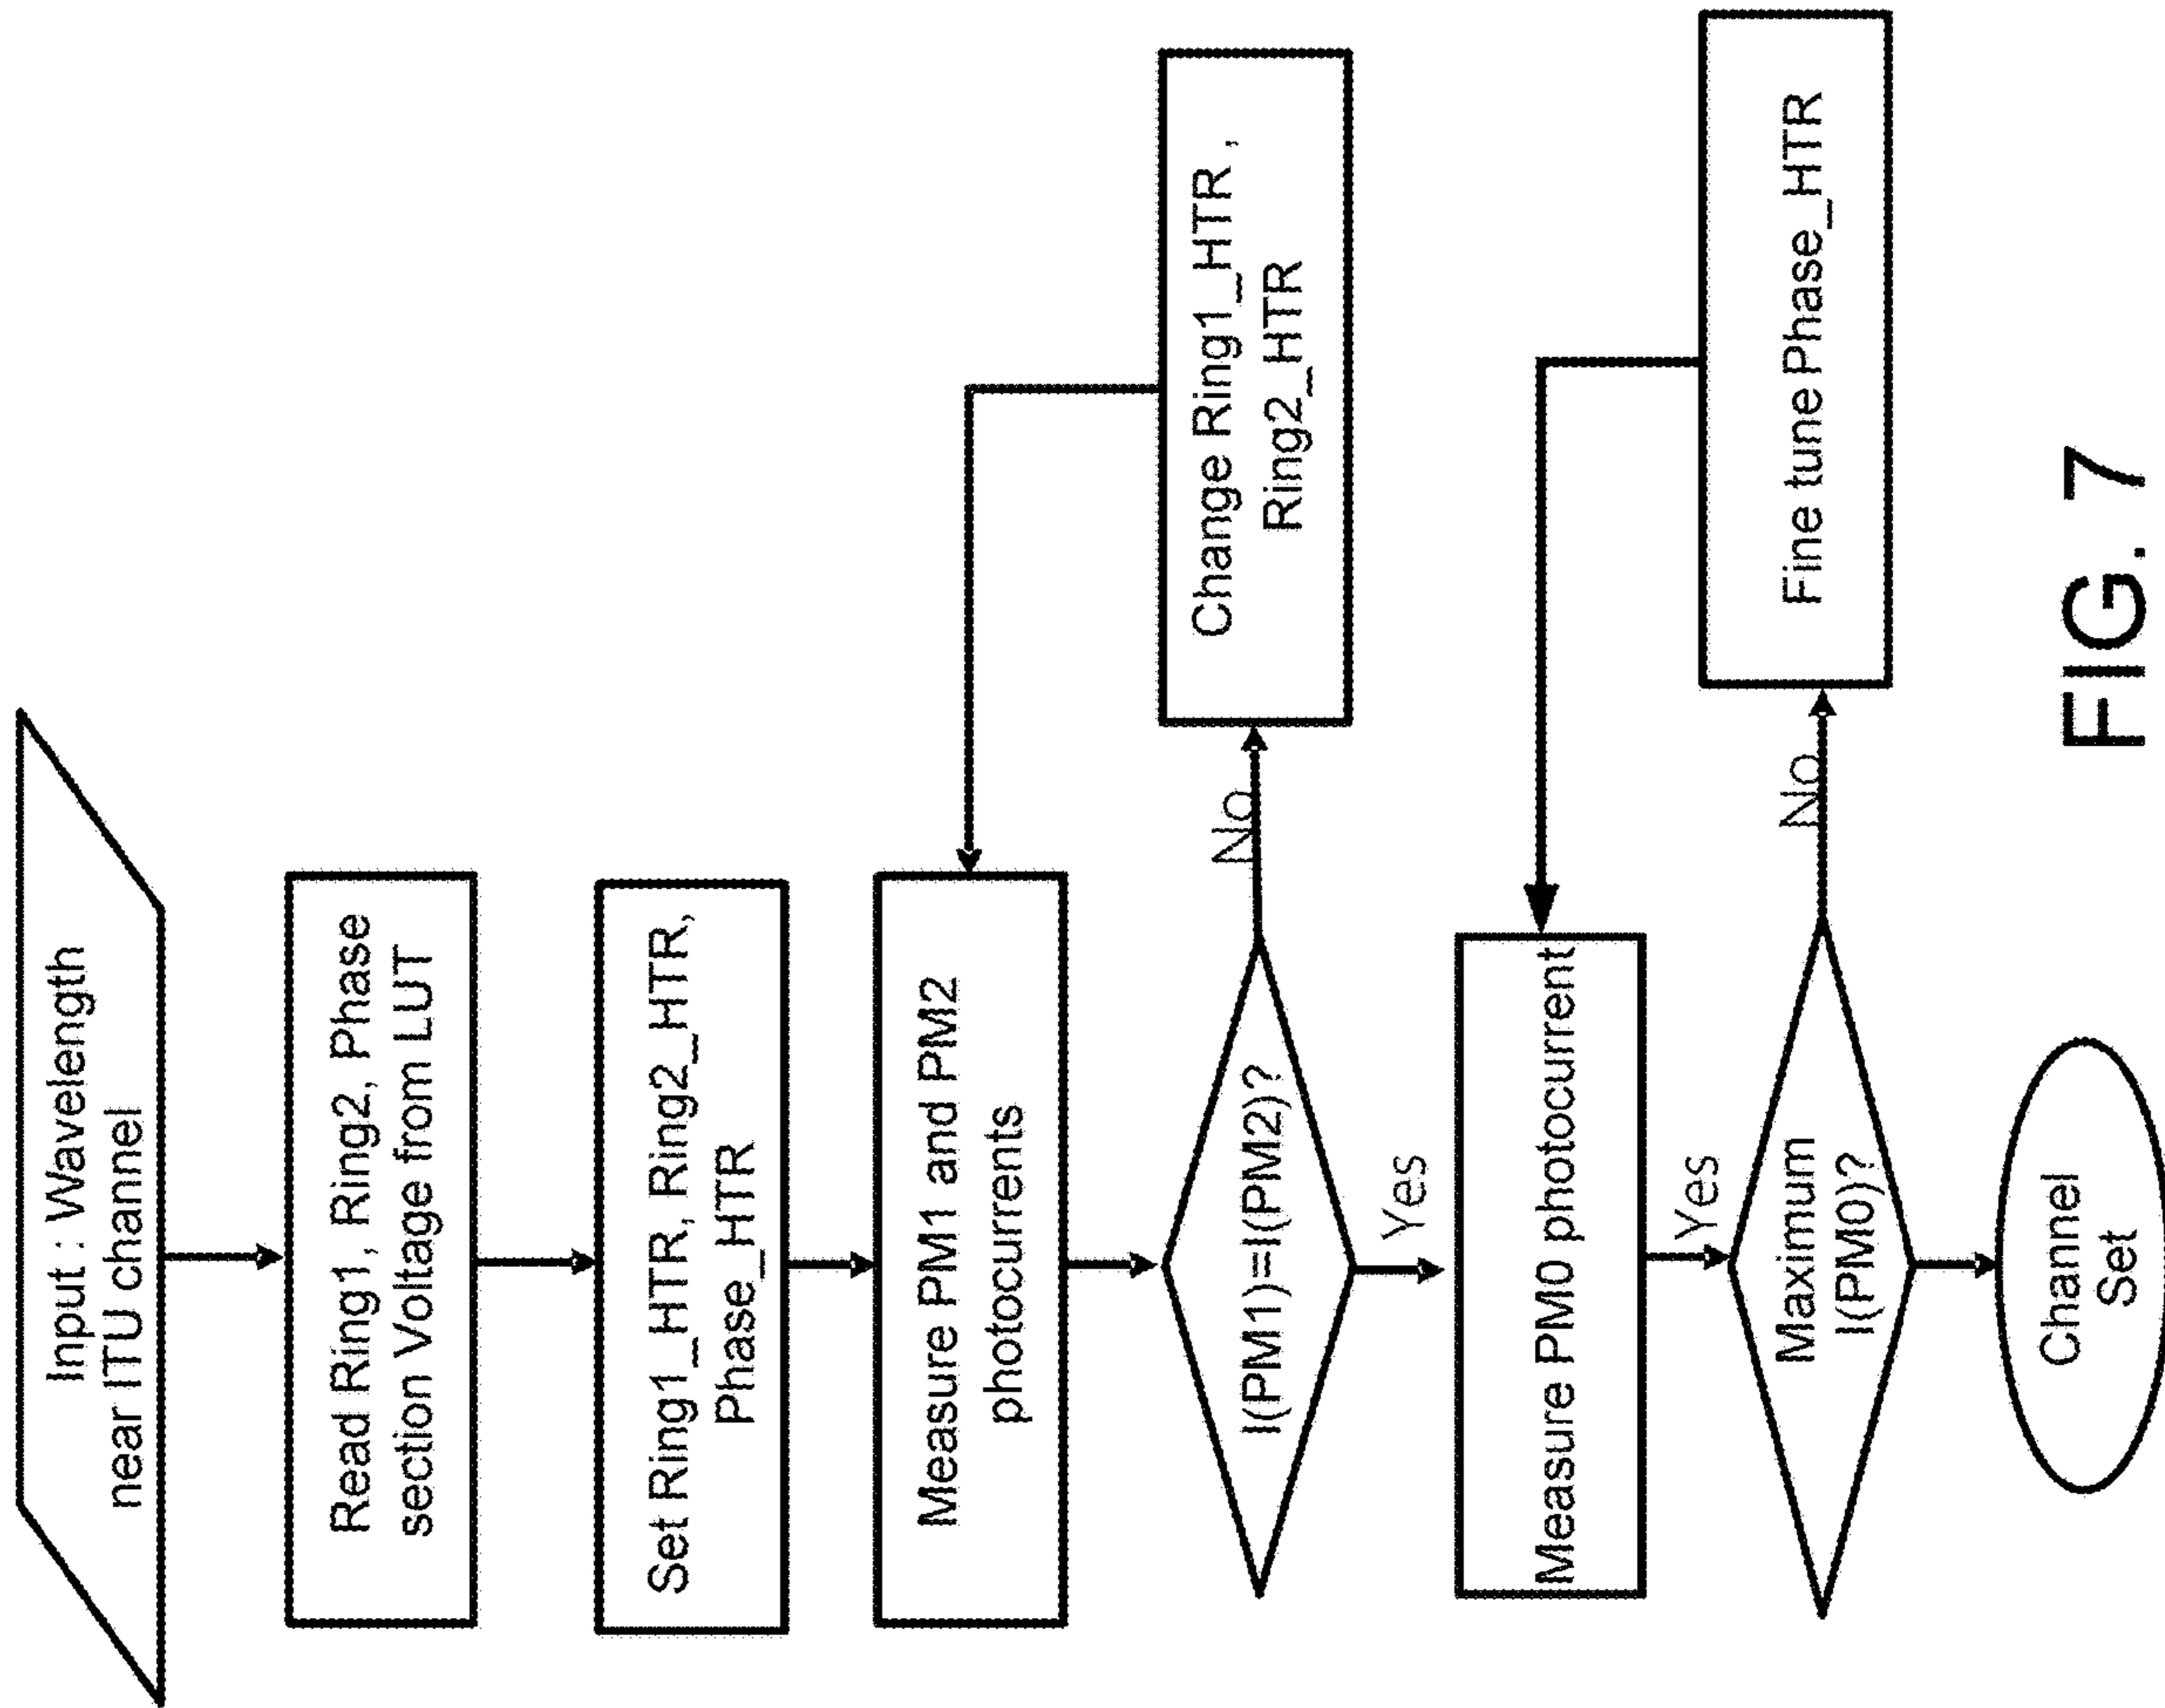 Input : Wavelength
near ITU channel
Read Ring1, Ring2, Phase
section Voltage from LUT
Set Ring1_HTR, Ring2_HTR,
Phase_HTR
Measure PM1 and PM2
photocurrents
I(PM1)=I(PM2)?
No
Change Ring1_HTR ,
Ring2_HTR
Yes
Measure PM0 photocurrent
Yes
Maximum
I(PM0)?
No
Fine tune Phase_HTR
Channel
Set
FIG. 7